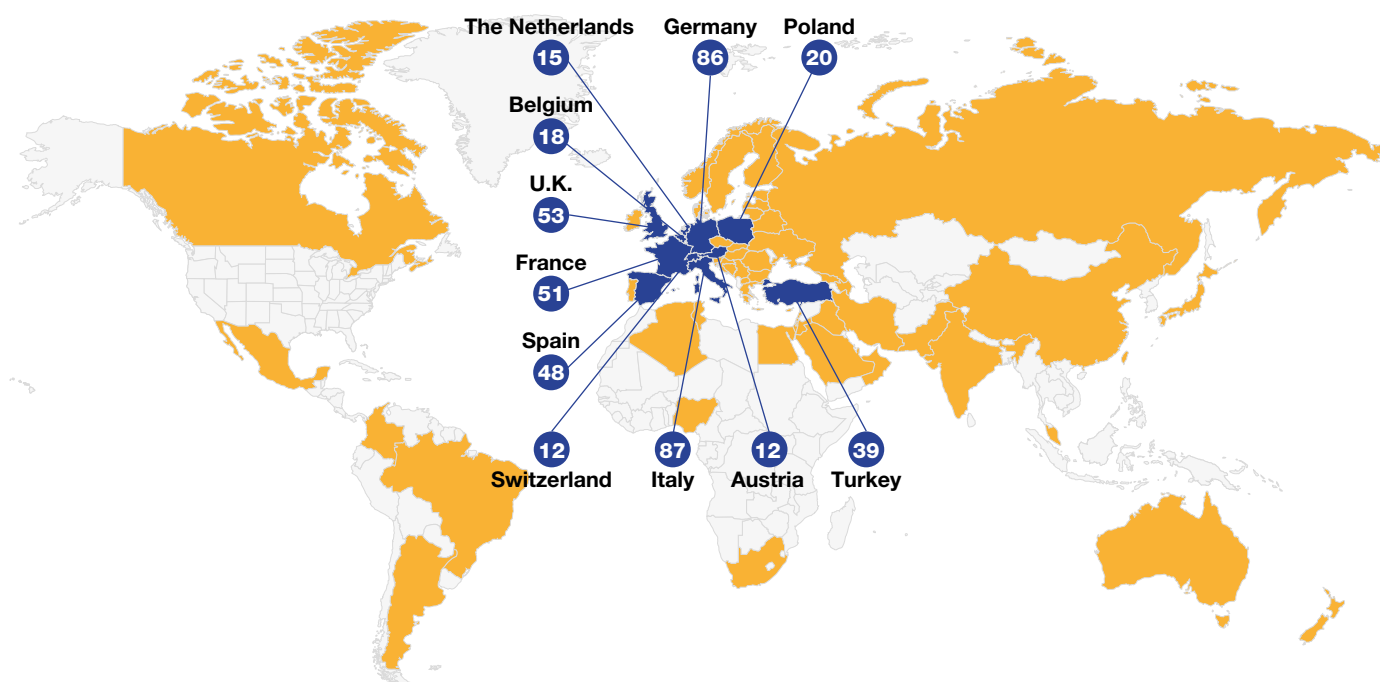 The Netherlands
15
Germany
86
Poland
20
Belgium
18
U.K.
53
France
51
Spain
48
12
Switzerland
87
Italy
12
Austria
39
Turkey